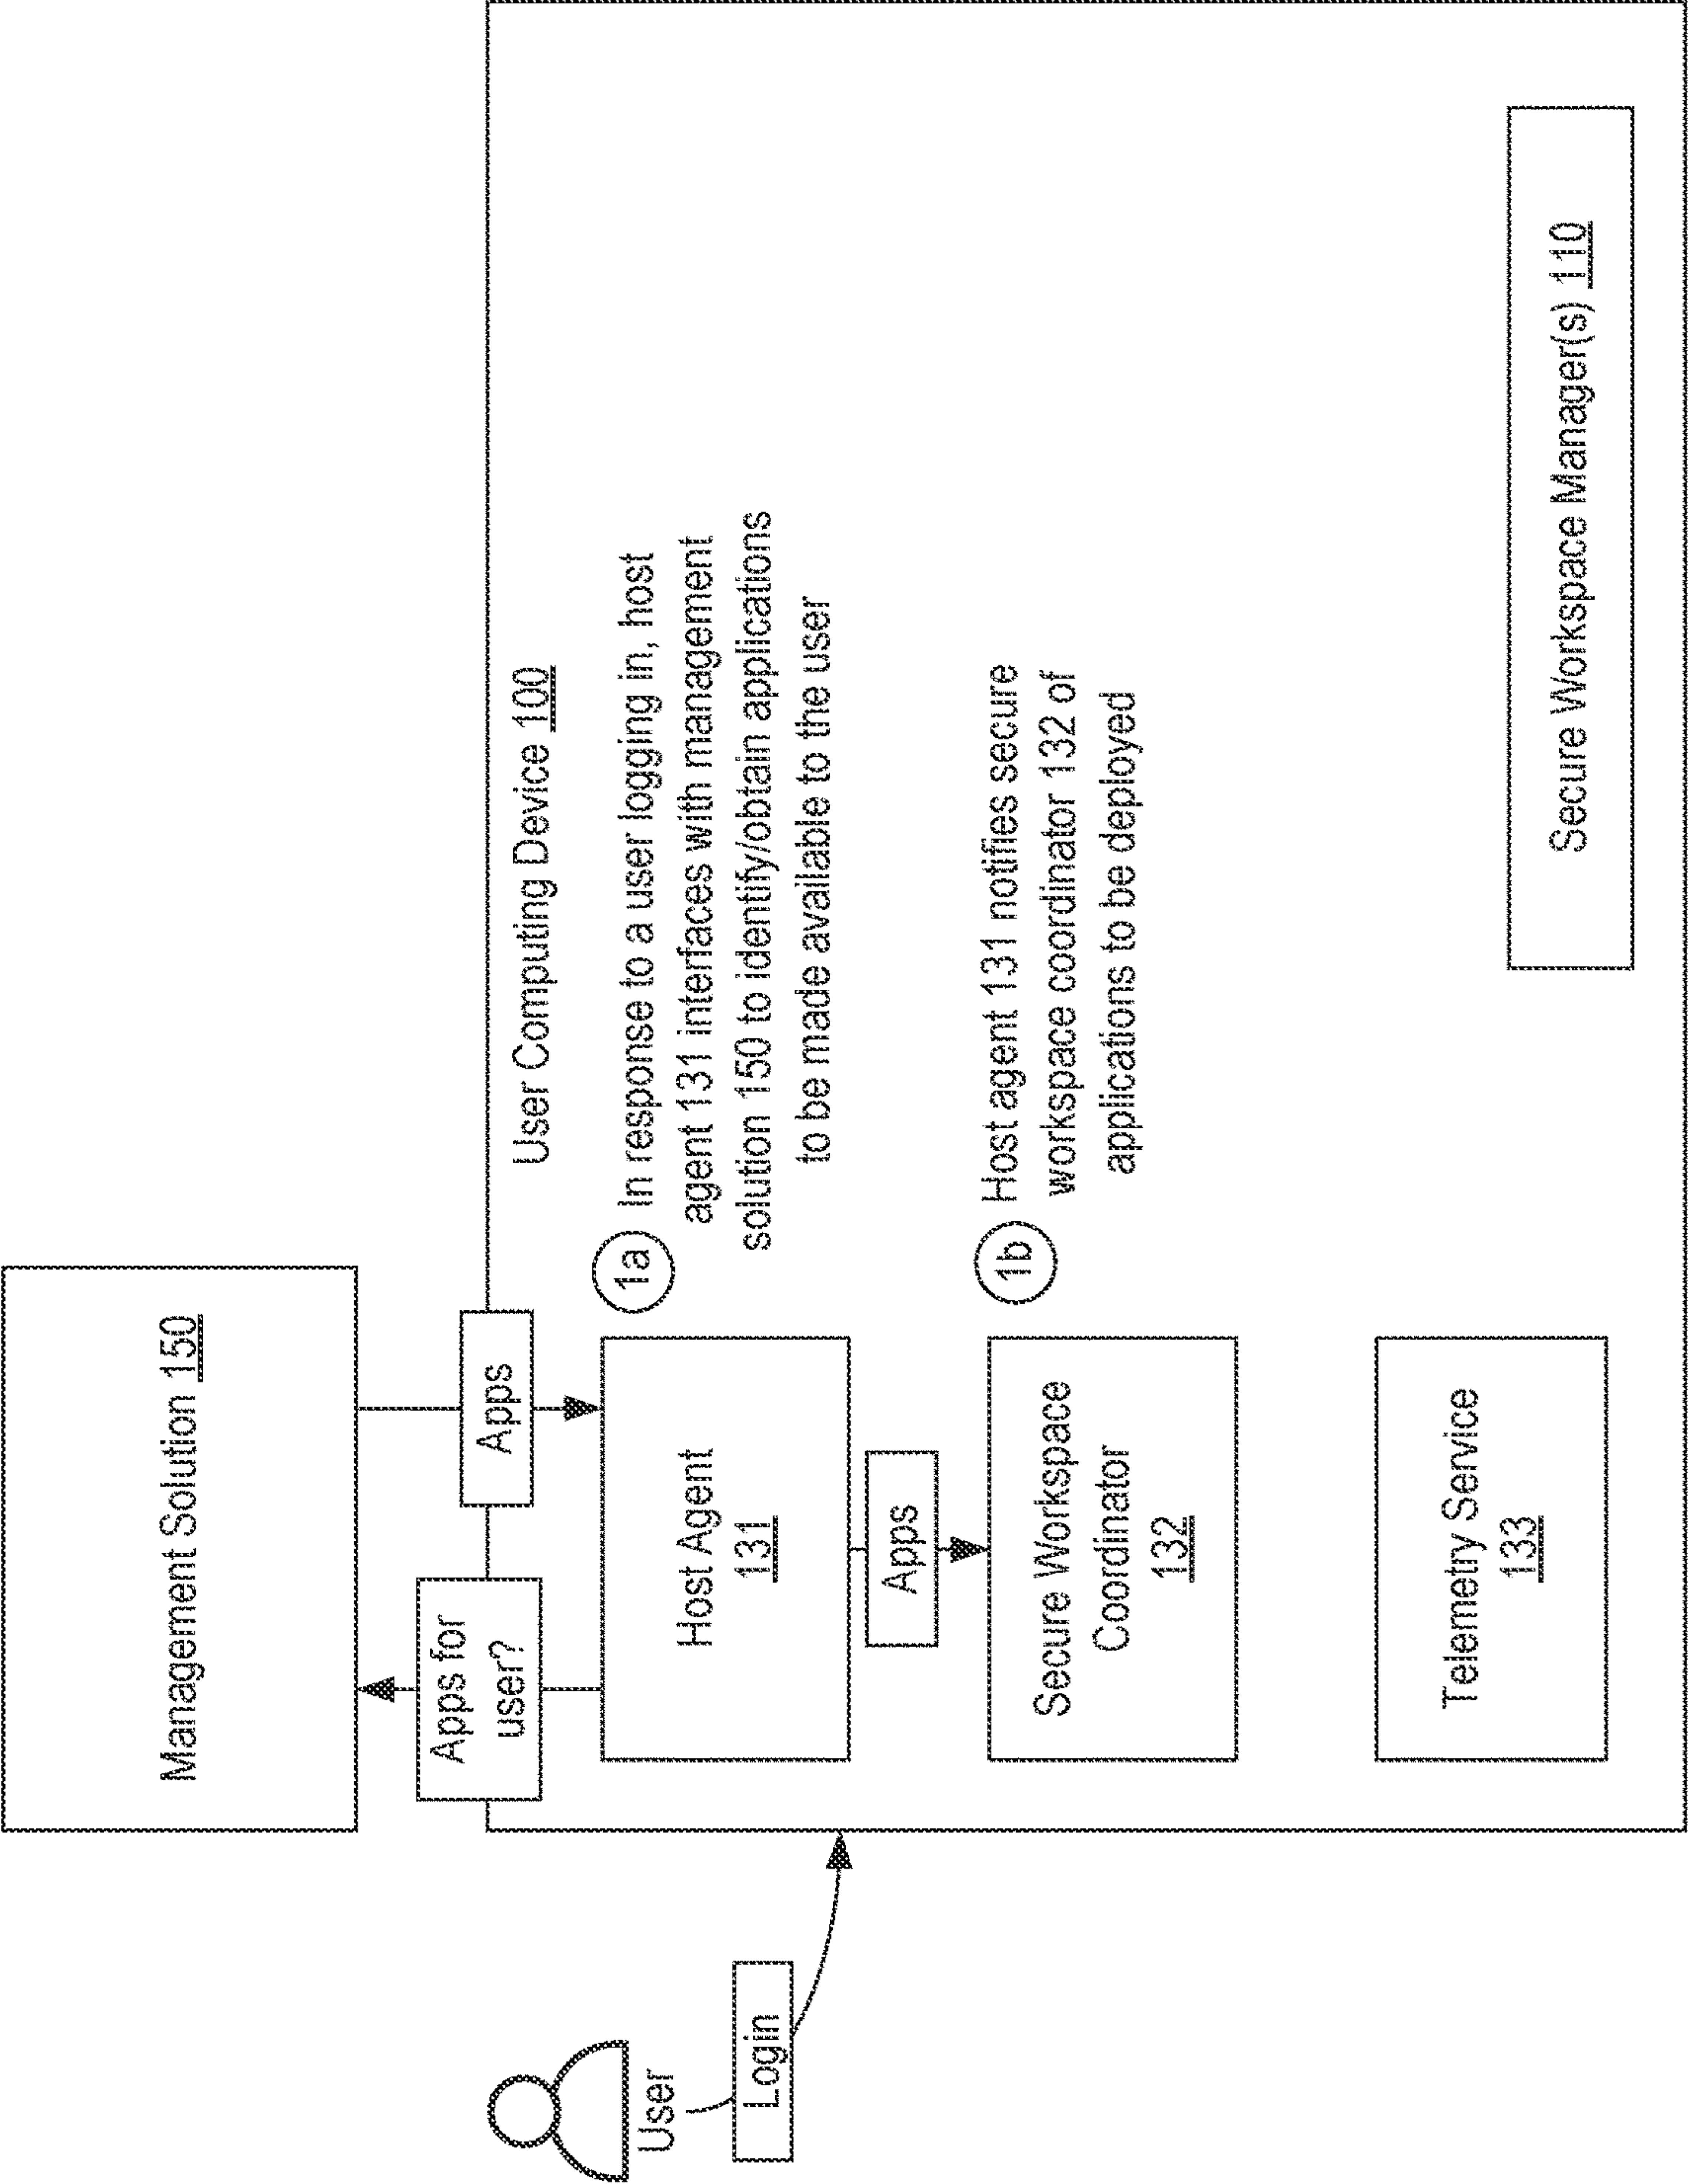 Management Solution 150
Apps for
user?
Apps
User Computing Device 100
User
Login
Host Agent
131
1a
In response to a user logging in, host
agent 131 interfaces with management
solution 150 to identify/obtain applications
to be made available to the user
Apps
Secure Workspace
Coordinator
132
1b
Host agent 131 notifies secure
workspace coordinator 132 of
applications to be deployed
Telemetry Service
133
Secure Workspace Manager(s) 110